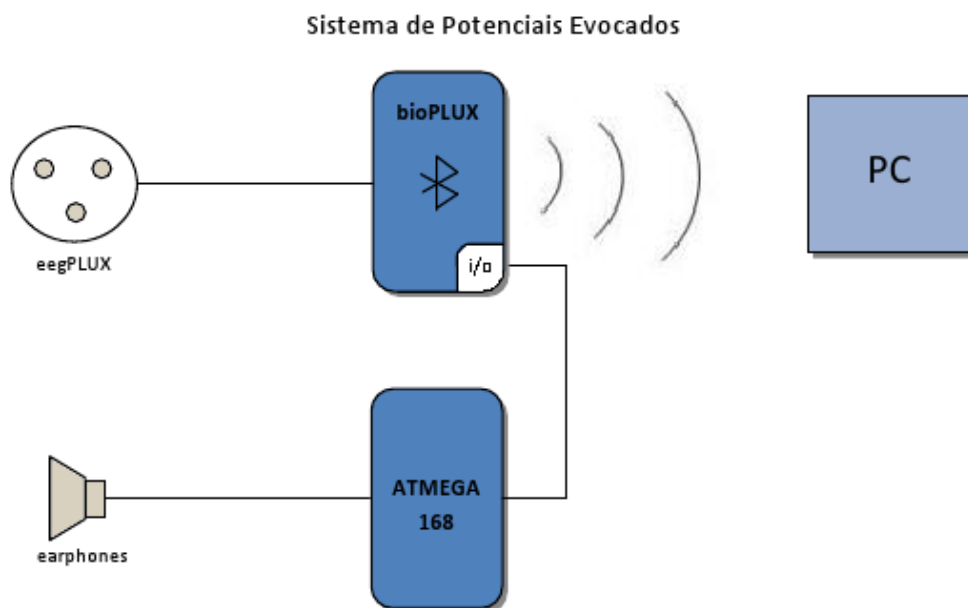 Sistema de Potenciais Evocados
bioPLUX
PC
eegPLUX
i/o
ATMEGA
168
earphones